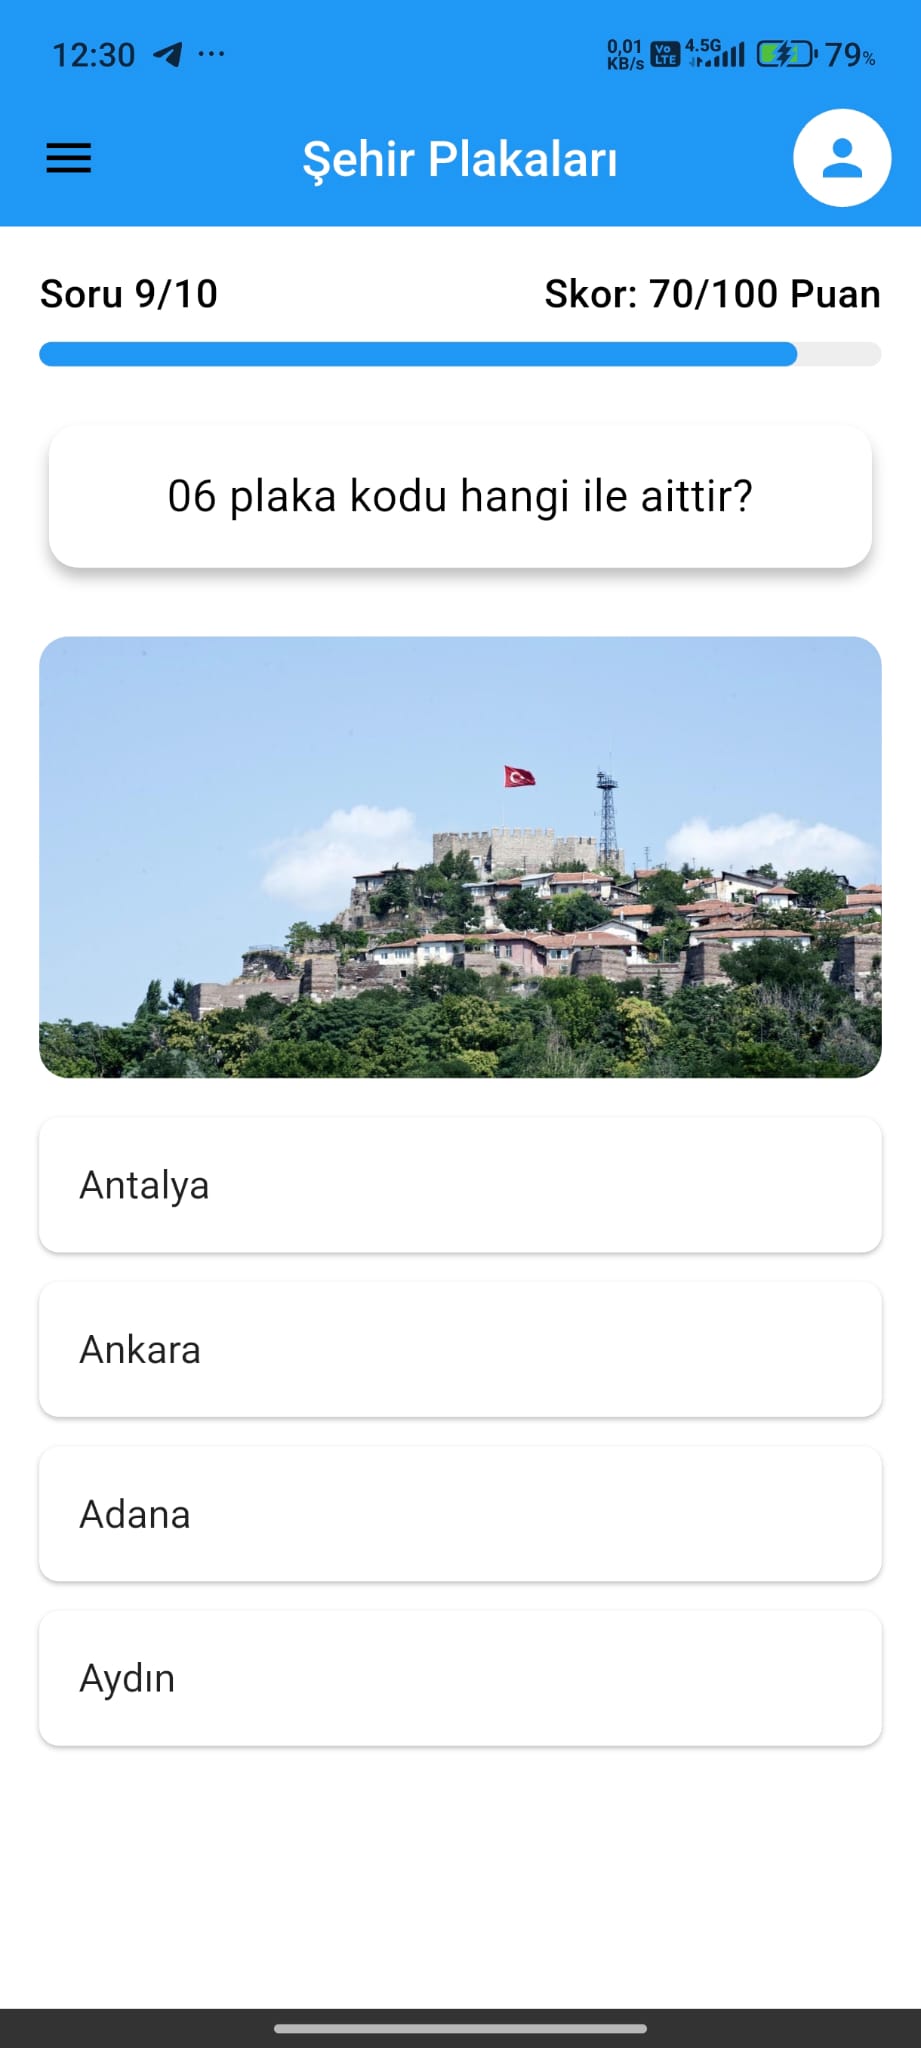 12:30
0,01 KB/s Vo LTE 4.5G 79%
Şehir Plakaları
Soru 9/10
Skor: 70/100 Puan
06 plaka kodu hangi ile aittir?
Antalya
Ankara
Adana
Aydın